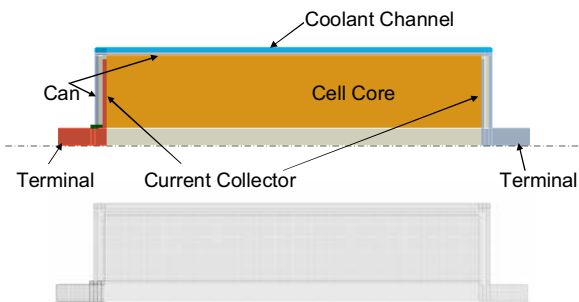 Coolant Channel
Can
Cell Core
Terminal
Current Collector
Terminal